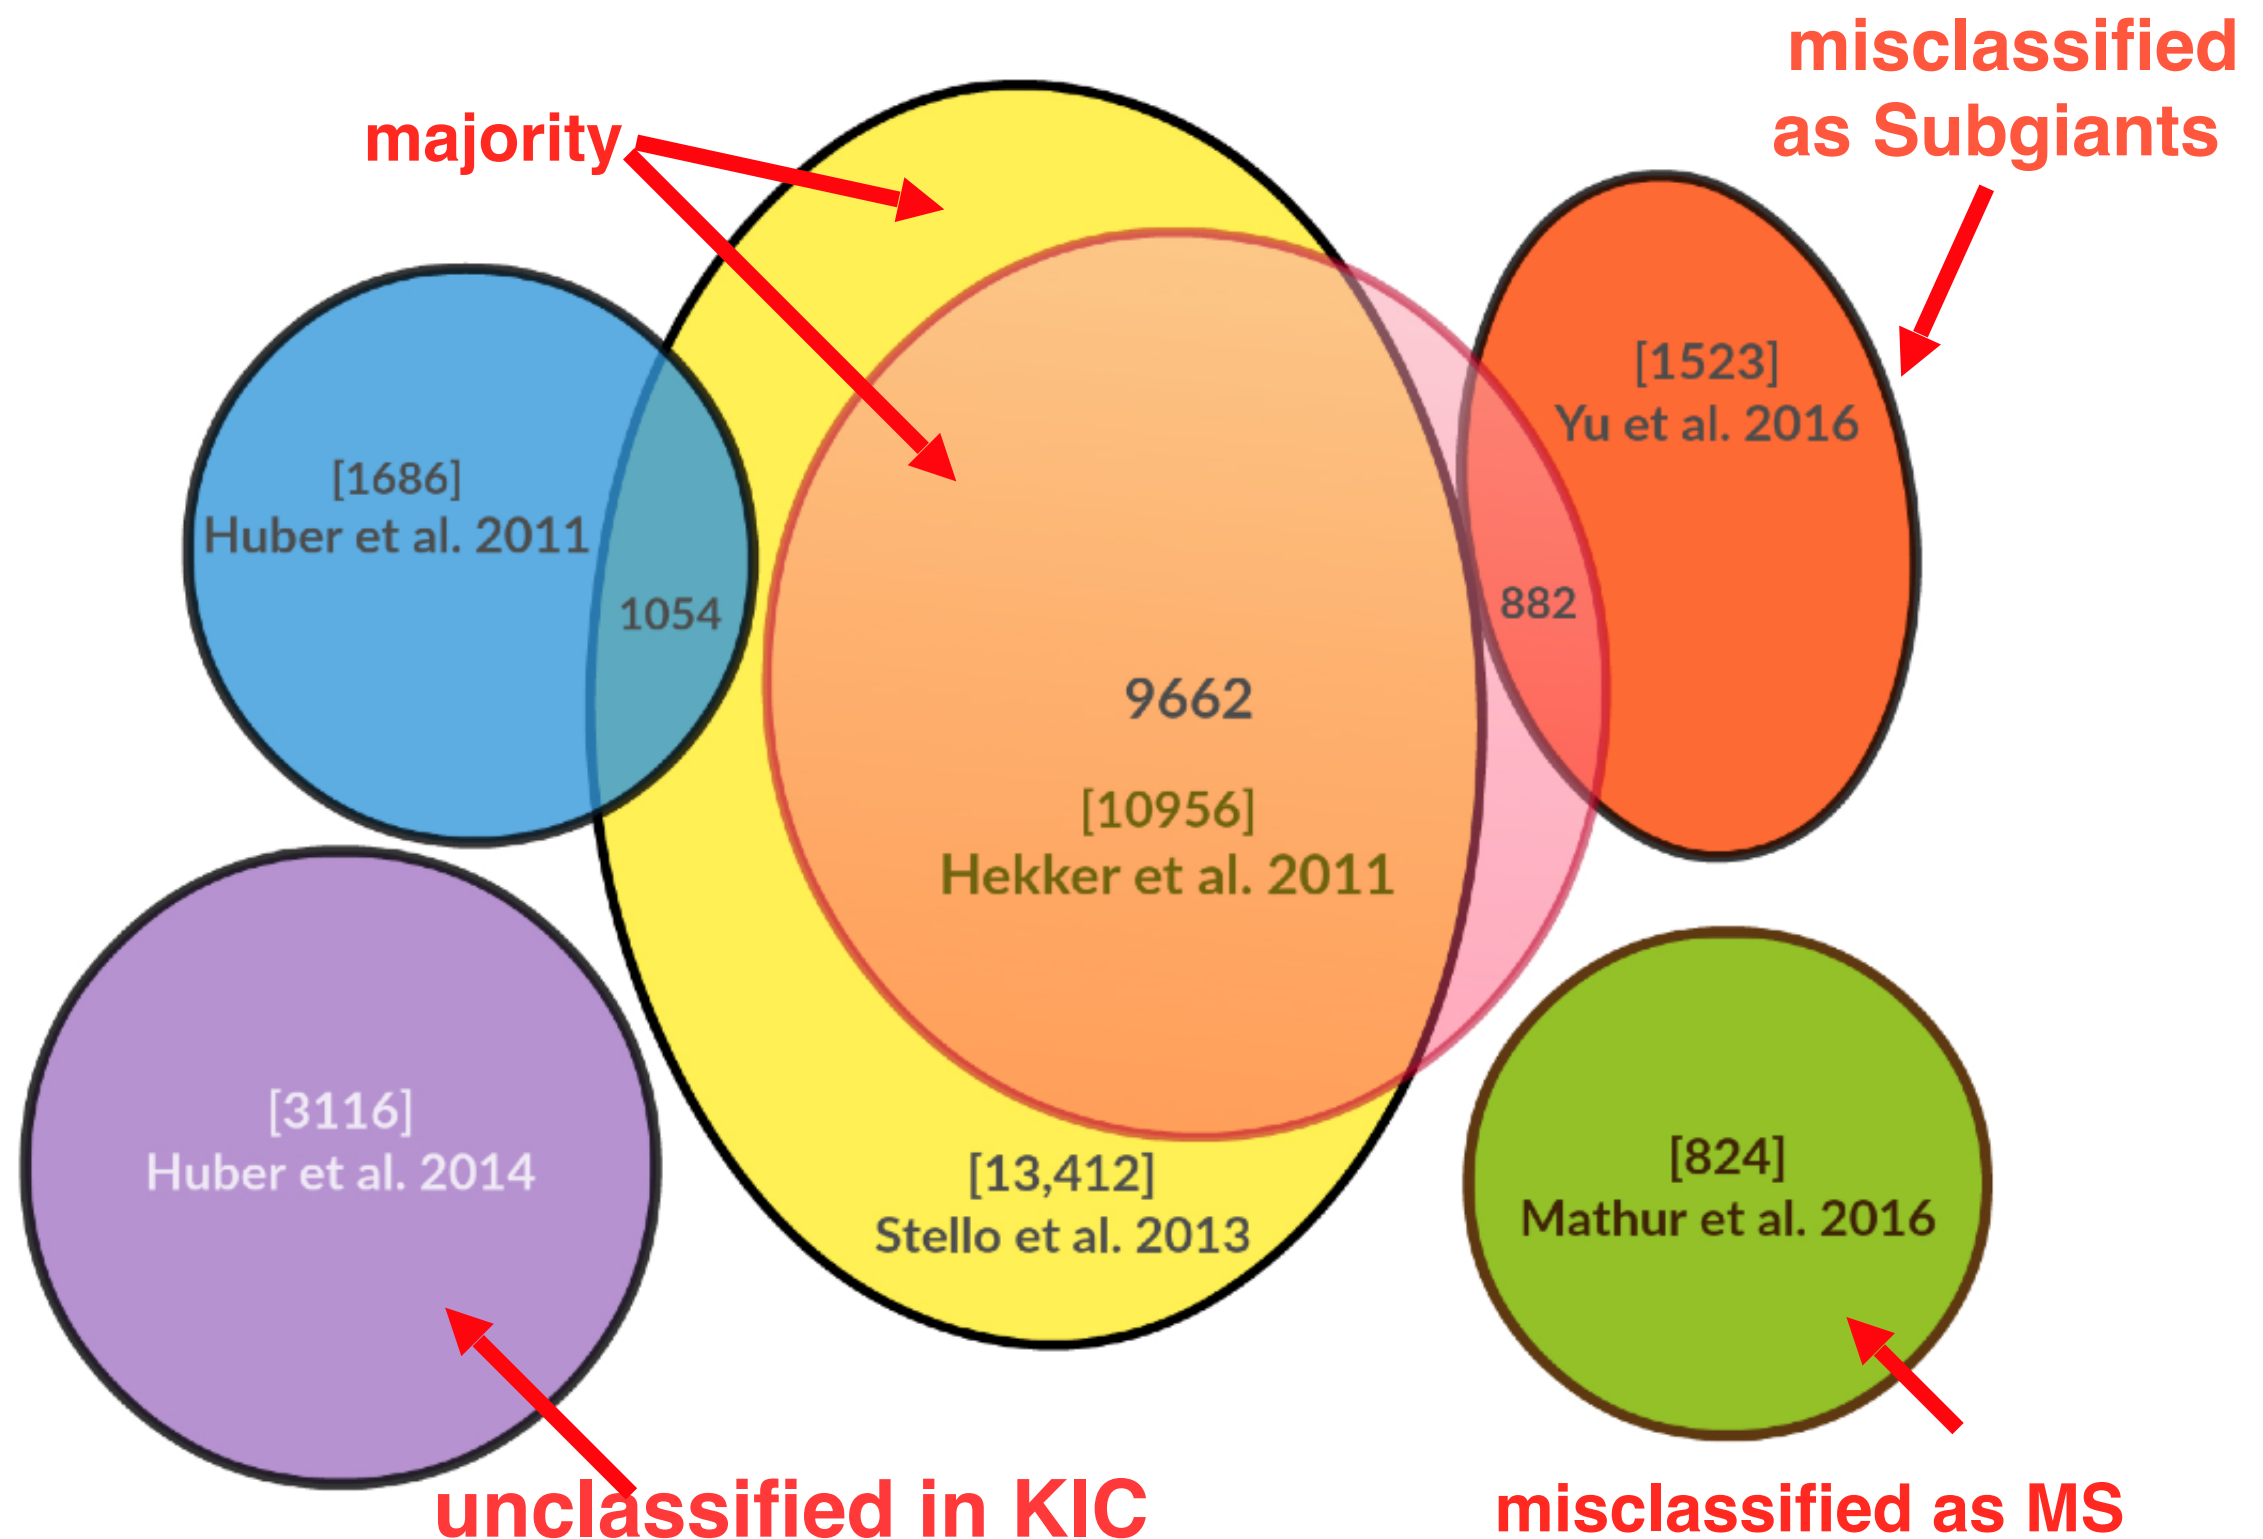 misclassified
as Subgiants
majority
[1523]
Yu et al. 2016
[1686]
Huber et al. 2011
1054
882
9662
[10956]
Hekker et al. 2011
[3116]
Huber et al. 2014
[13,412]
Stello et al. 2013
[824]
Mathur et al. 2016
unclassified in KIC
misclassified as MS